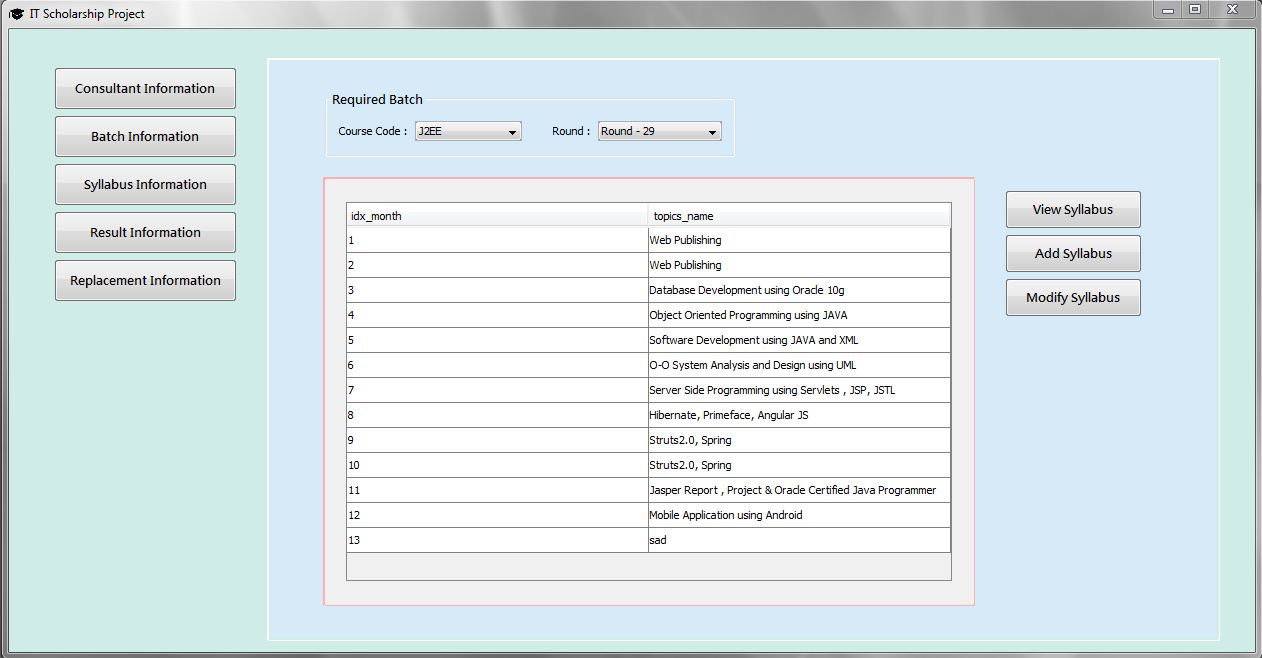 IT Scholarship Project
Consultant Information
Batch Information
Syllabus Information
Result Information
Replacement Information
Required Batch
Course Code : J2EE Round : Round - 29
idx_month topics_name
1 Web Publishing
2 Web Publishing
3 Database Development using Oracle 10g
4 Object Oriented Programming using JAVA
5 Software Development using JAVA and XML
6 O-O System Analysis and Design using UML
7 Server Side Programming using Servlets , JSP, JSTL
8 Hibernate, Primeface, Angular JS
9 Struts2.0, Spring
10 Struts2.0, Spring
11 Jasper Report , Project & Oracle Certified Java Programmer
12 Mobile Application using Android
13 sad
View Syllabus
Add Syllabus
Modify Syllabus